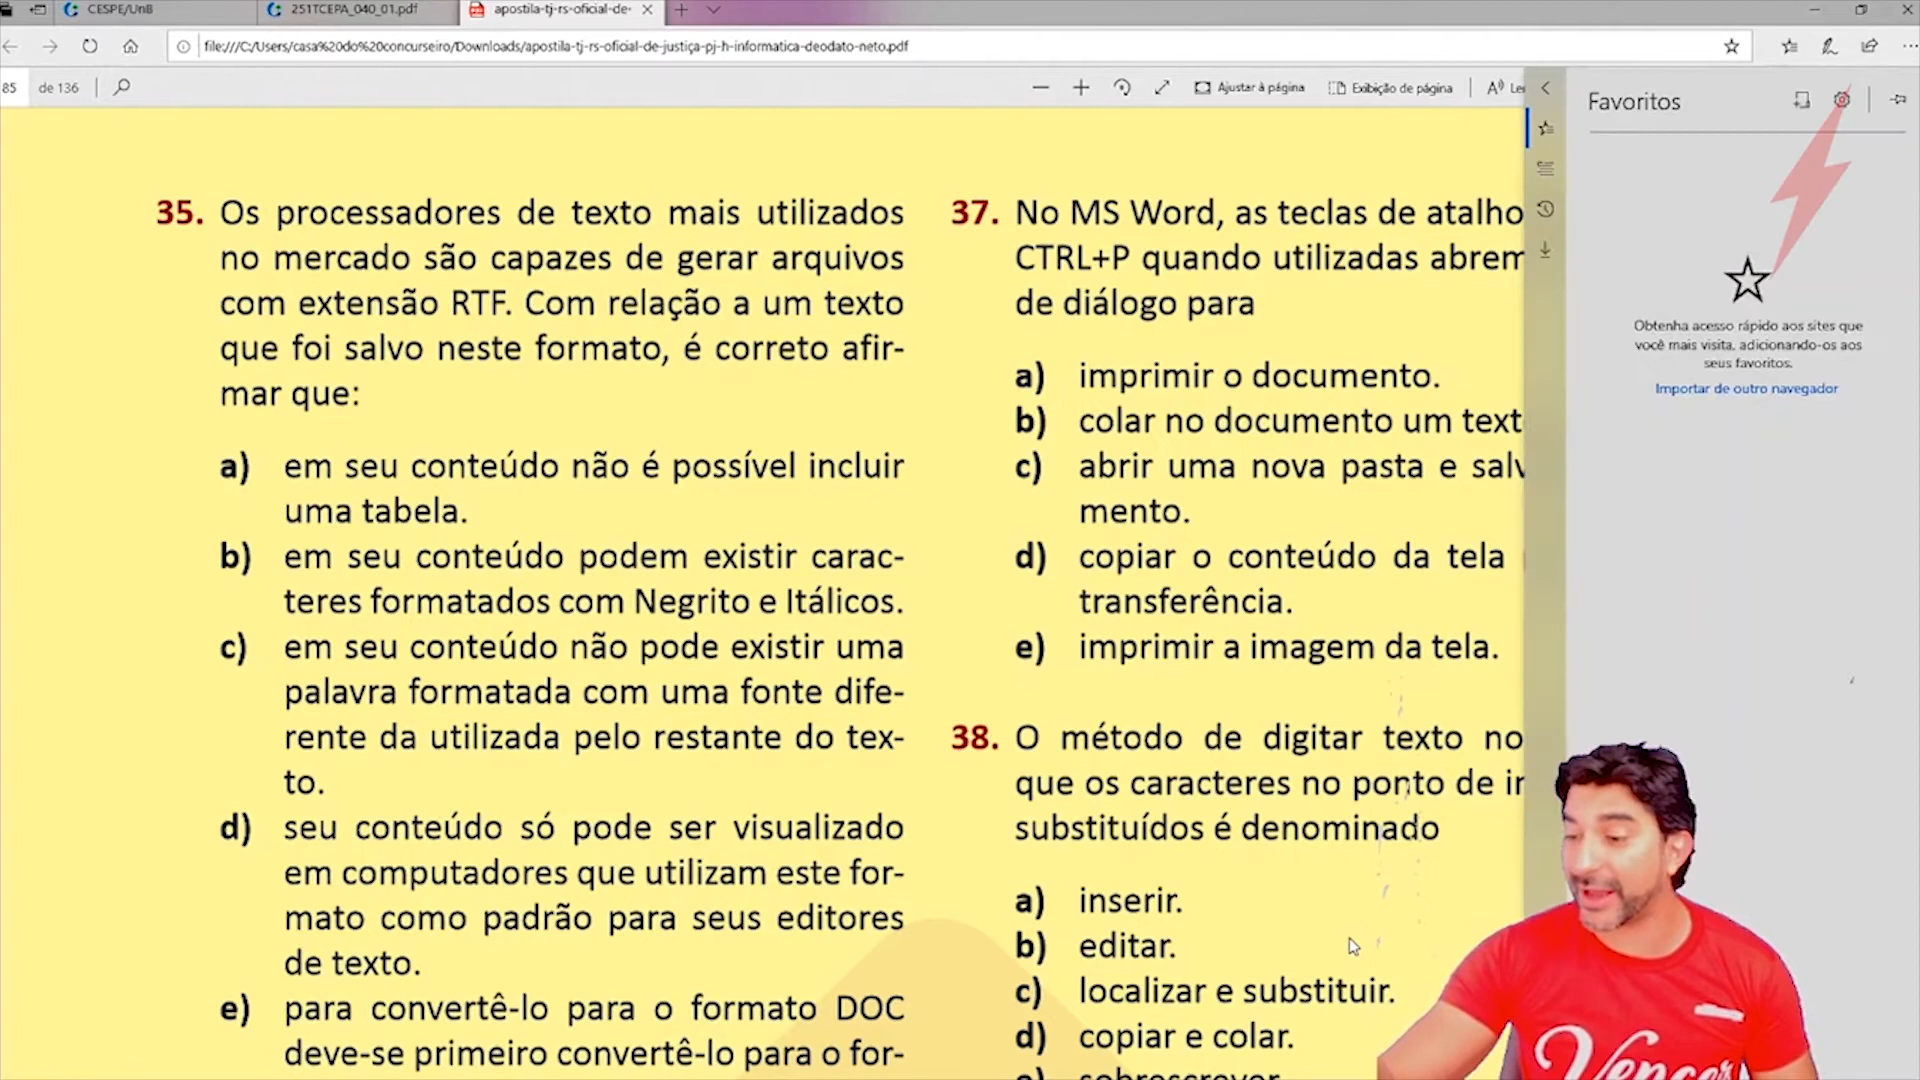 CESPE/UnB
251TCEPA_040_01.pdf
apostila-tj-rs-oficial-de-
file:///C:/Users/casa%20do%20concurseiro/Downloads/apostila-tj-rs-oficial-de-justiça-pj-h-informatica-deodato-neto.pdf
85 de 136
Ajustar à página
Exibição de página
Favoritos
Obtenha acesso rápido aos sites que
você mais visita, adicionando-os aos
seus favoritos.
Importar de outro navegador
35. Os processadores de texto mais utilizados
no mercado são capazes de gerar arquivos
com extensão RTF. Com relação a um texto
que foi salvo neste formato, é correto afir-
mar que:
a) em seu conteúdo não é possível incluir
uma tabela.
b) em seu conteúdo podem existir carac-
teres formatados com Negrito e Itálicos.
c) em seu conteúdo não pode existir uma
palavra formatada com uma fonte dife-
rente da utilizada pelo restante do tex-
to.
d) seu conteúdo só pode ser visualizado
em computadores que utilizam este for-
mato como padrão para seus editores
de texto.
e) para convertê-lo para o formato DOC
deve-se primeiro convertê-lo para o for-
37. No MS Word, as teclas de atalho
CTRL+P quando utilizadas abrem
de diálogo para
a) imprimir o documento.
b) colar no documento um text
c) abrir uma nova pasta e salv
mento.
d) copiar o conteúdo da tela
transferência.
e) imprimir a imagem da tela.
38. O método de digitar texto no
que os caracteres no ponto de in
substituídos é denominado
a) inserir.
b) editar.
c) localizar e substituir.
d) copiar e colar.
e) sobrescrever